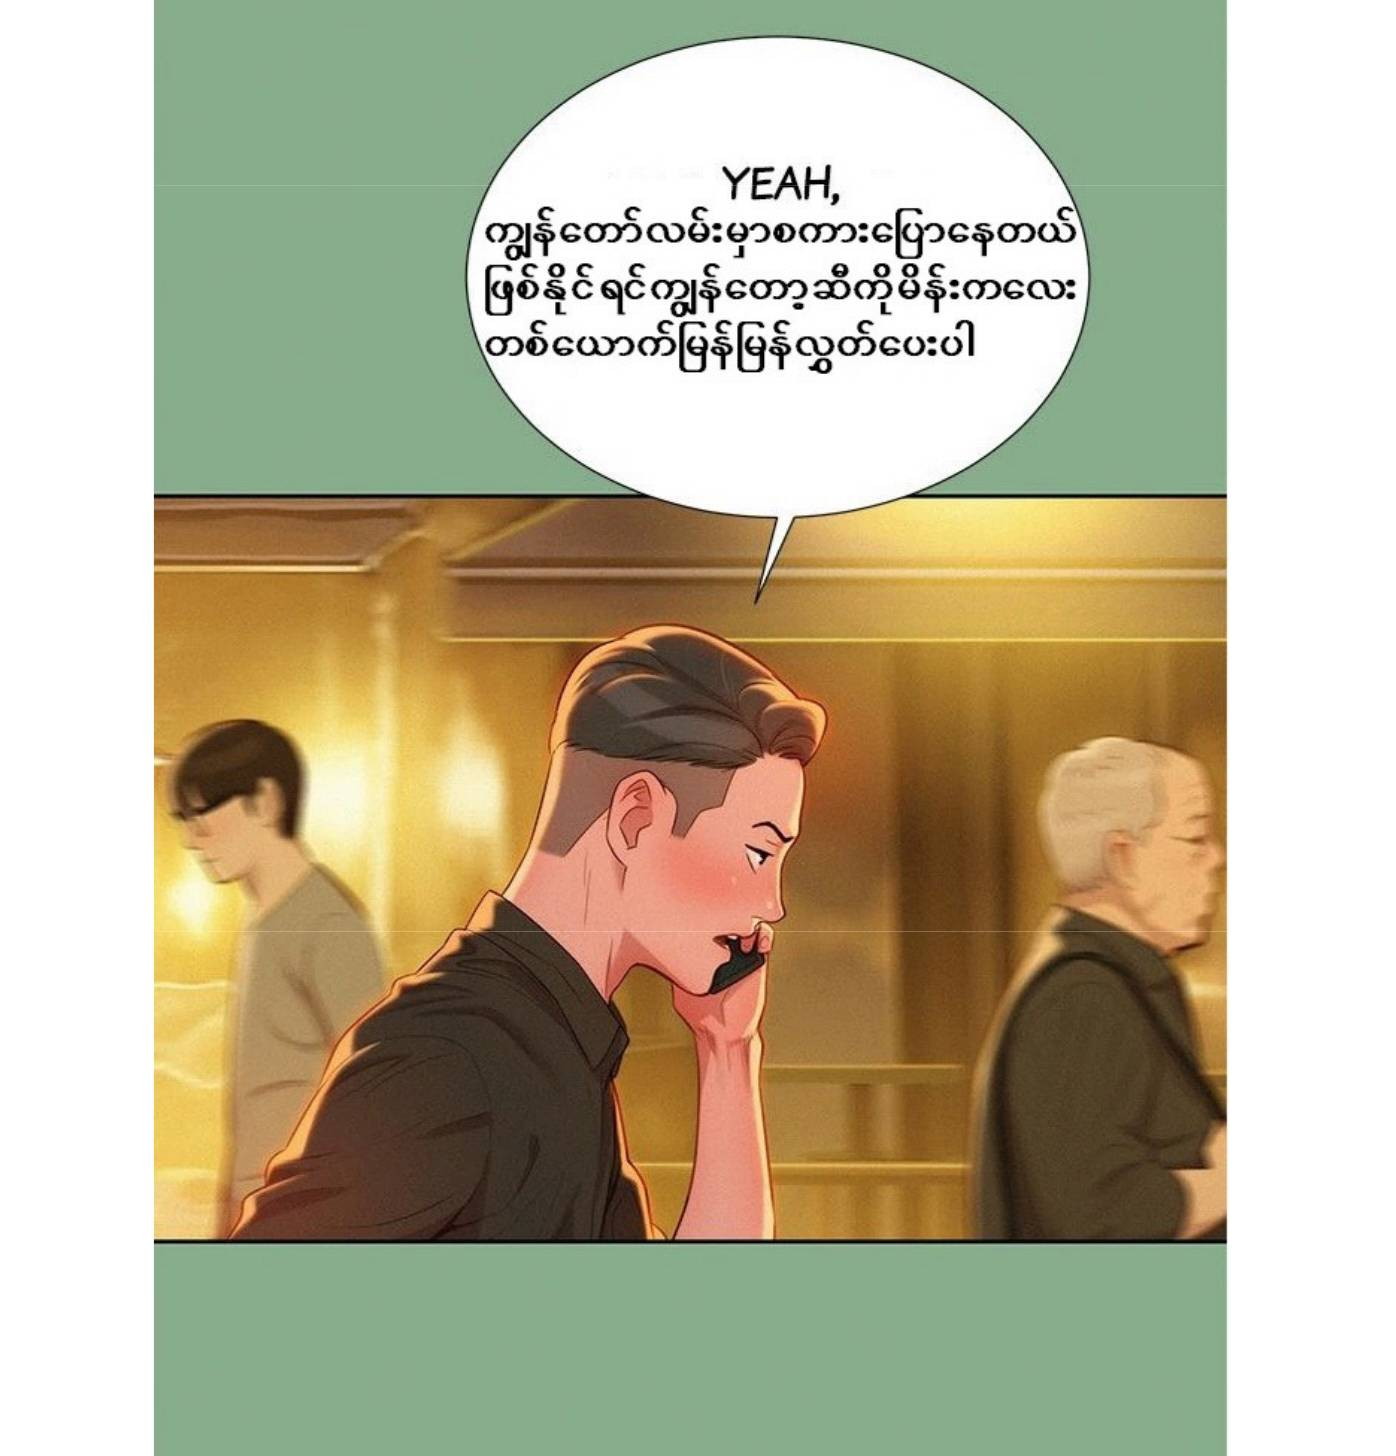 YEAH,
ကျွန်တော်လမ်းမှာစကားပြောနေတယ်
ဖြစ်နိုင်ရင်ကျွန်တော့ဆီကိုမိန်းကလေး
တစ်ယောက်မြန်မြန်လွှတ်ပေးပါ